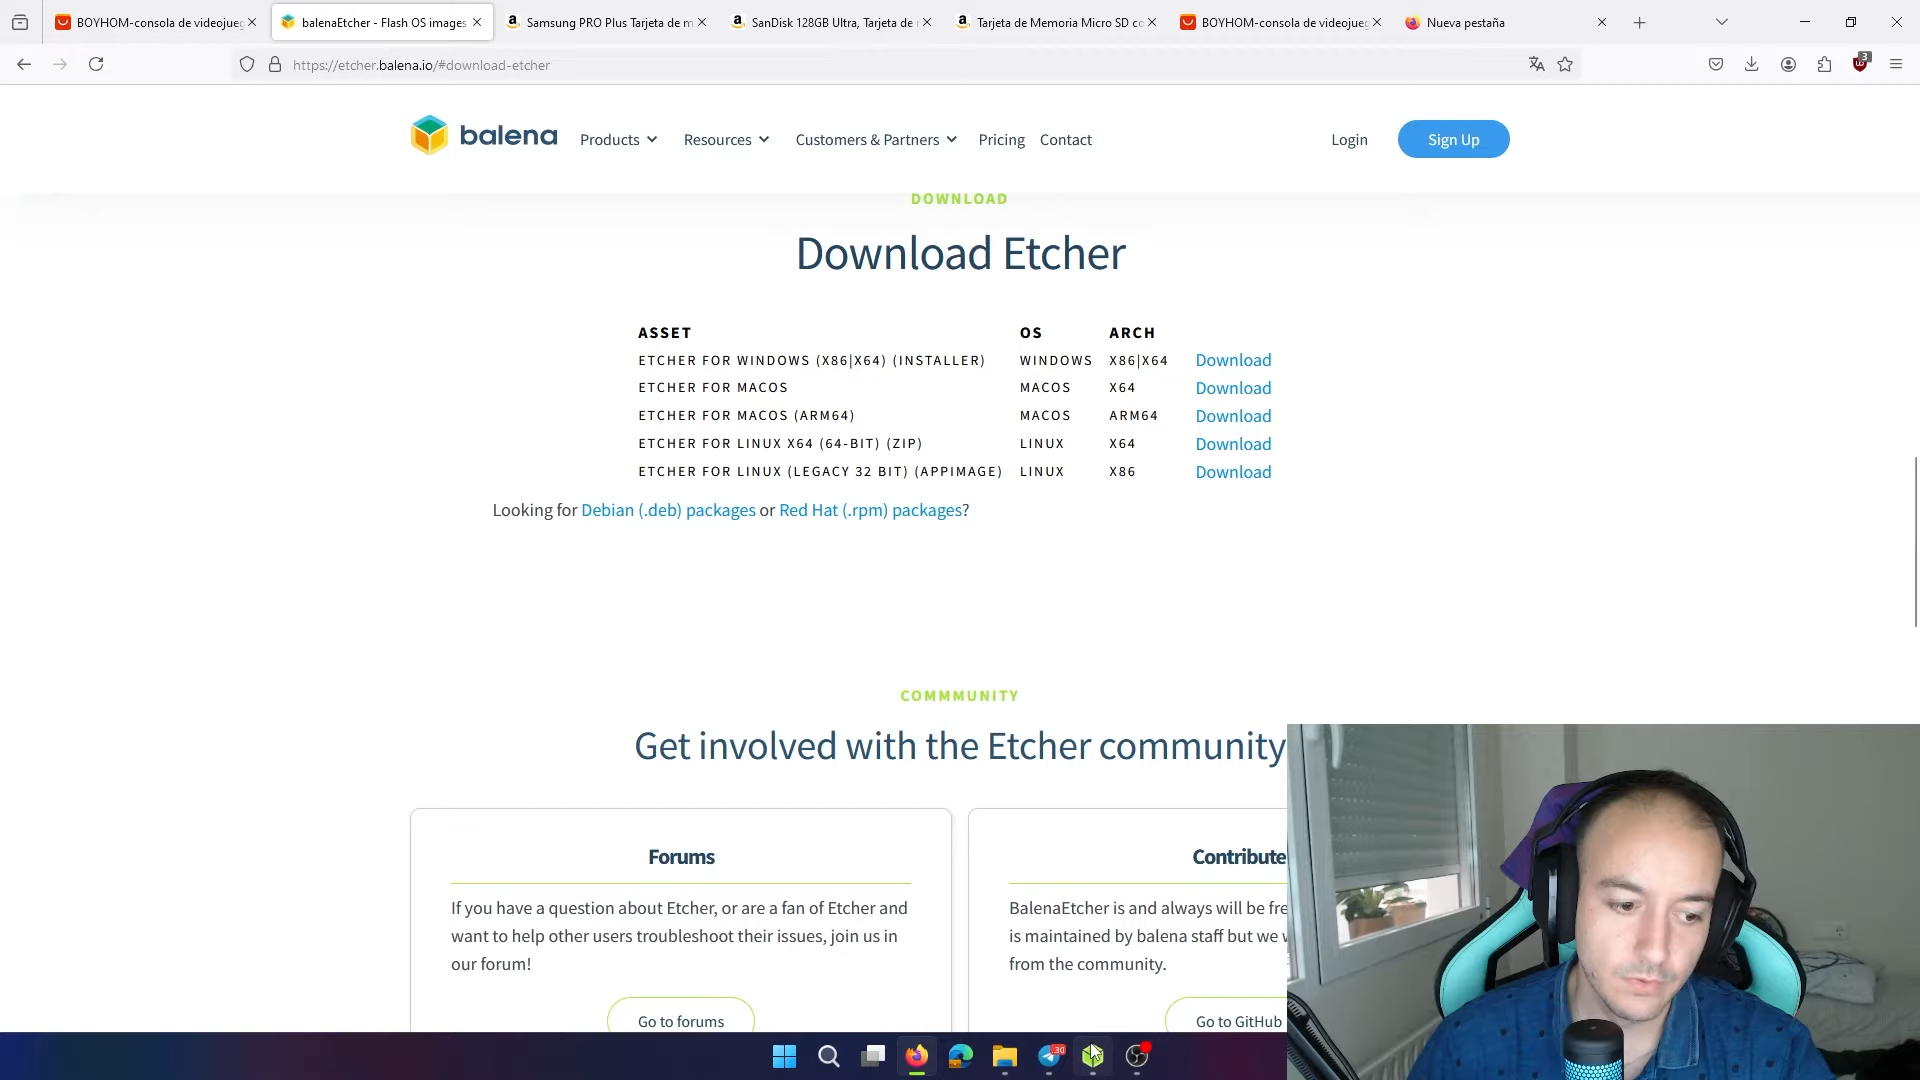 BOYHOM-consola de videojueg
balenaEtcher - Flash OS images
Samsung PRO Plus Tarjeta de m
SanDisk 128GB Ultra, Tarjeta de
Tarjeta de Memoria Micro SD co
BOYHOM-consola de videojueg
Nueva pestaña
https://etcher.balena.io/#download-etcher
3
balena
Products
Resources
Customers & Partners
Pricing
Contact
Login
Sign Up
DOWNLOAD
Download Etcher
ASSET OS ARCH
ETCHER FOR WINDOWS (X86|X64) (INSTALLER) WINDOWS X86|X64 Download
ETCHER FOR MACOS MACOS X64 Download
ETCHER FOR MACOS (ARM64) MACOS ARM64 Download
ETCHER FOR LINUX X64 (64-BIT) (ZIP) LINUX X64 Download
ETCHER FOR LINUX (LEGACY 32 BIT) (APPIMAGE) LINUX X86 Download
Looking for Debian (.deb) packages or Red Hat (.rpm) packages?
COMMMUNITY
Get involved with the Etcher community
Forums
If you have a question about Etcher, or are a fan of Etcher and
want to help other users troubleshoot their issues, join us in
our forum!
Go to forums
Contribute
BalenaEtcher is and always will be fre
is maintained by balena staff but we w
from the community.
Go to GitHub
30